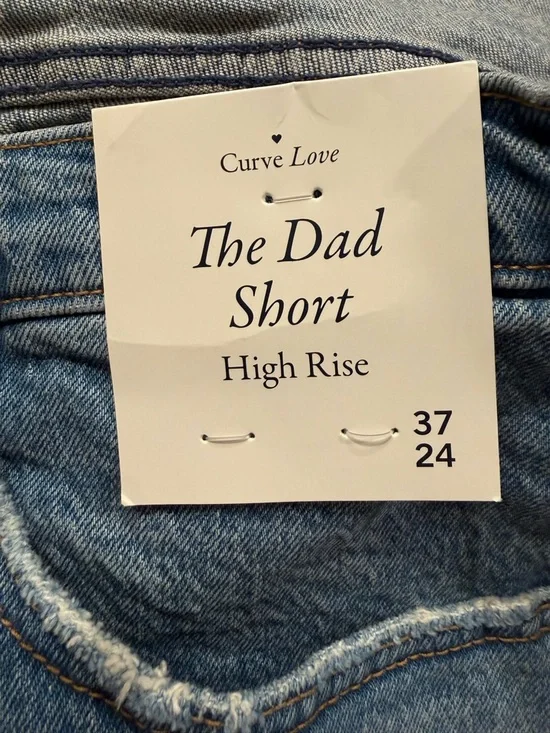 Curve Love
The Dad
Short
High Rise
37
24